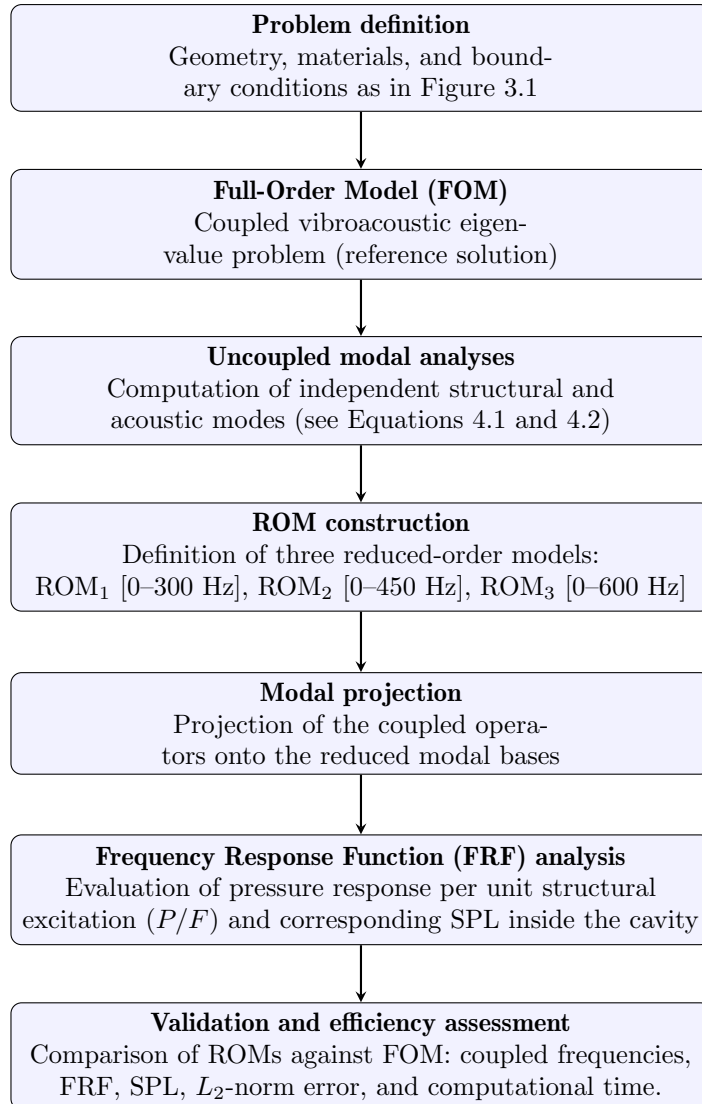 Problem definition
Geometry, materials, and bound-
ary conditions as in Figure 3.1
Full-Order Model (FOM)
Coupled vibroacoustic eigen-
value problem (reference solution)
Uncoupled modal analyses
Computation of independent structural and
acoustic modes (see Equations 4.1 and 4.2)
ROM construction
Definition of three reduced-order models:
ROM₁ [0–300 Hz], ROM₂ [0–450 Hz], ROM₃ [0–600 Hz]
Modal projection
Projection of the coupled opera-
tors onto the reduced modal bases
Frequency Response Function (FRF) analysis
Evaluation of pressure response per unit structural
excitation (P/F) and corresponding SPL inside the cavity
Validation and efficiency assessment
Comparison of ROMs against FOM: coupled frequencies,
FRF, SPL, L₂-norm error, and computational time.